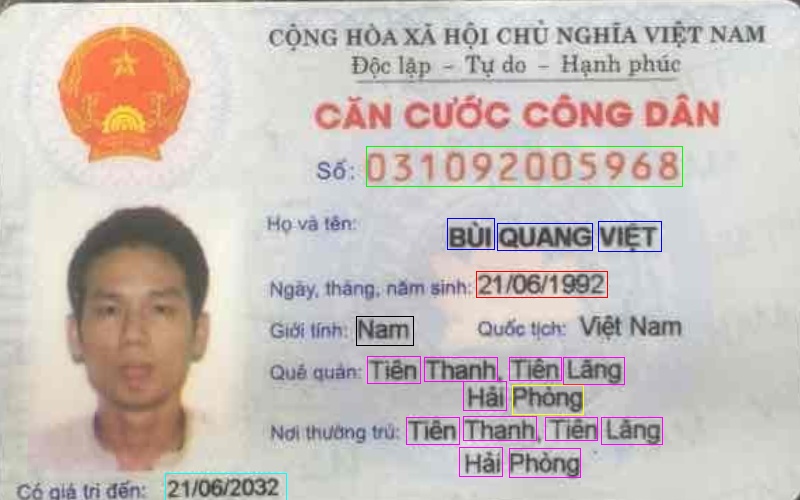 CỘNG HÒA XÃ HỘI CHỦ NGHĨA VIỆT NAM
Độc lập - Tự do - Hạnh phúc
CĂN CƯỚC CÔNG DÂN
Số: 031092005968
Họ và tên: BÙI QUANG VIỆT
Ngày, tháng, năm sinh: 21/06/1992
Giới tính: Nam Quốc tịch: Việt Nam
Quê quán: Tiên Thanh, Tiên Lãng
Hải Phòng
Nơi thường trú: Tiên Thanh, Tiên Lãng
Hải Phòng
Có giá trị đến: 21/06/2032